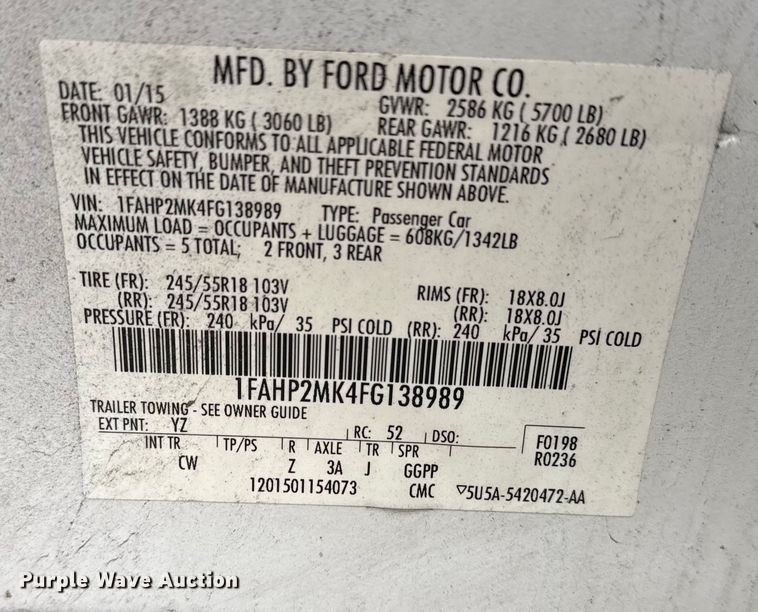 MFD. BY FORD MOTOR CO.
DATE: 01/15 GVWR: 2586 KG ( 5700 LB)
FRONT GAWR: 1388 KG ( 3060 LB) REAR GAWR: 1216 KG ( 2680 LB)
THIS VEHICLE CONFORMS TO ALL APPLICABLE FEDERAL MOTOR
VEHICLE SAFETY, BUMPER, AND THEFT PREVENTION STANDARDS
IN EFFECT ON THE DATE OF MANUFACTURE SHOWN ABOVE.
VIN: 1FAHP2MK4FG138989 TYPE: Passenger Car
MAXIMUM LOAD = OCCUPANTS + LUGGAGE = 608KG/1342LB
OCCUPANTS = 5 TOTAL; 2 FRONT, 3 REAR
TIRE (FR): 245/55R18 103V RIMS (FR): 18X8.0J
(RR): 245/55R18 103V (RR): 18X8.0J
PRESSURE (FR): 240 kPa/ 35 PSI COLD (RR): 240 kPa/ 35 PSI COLD
1FAHP2MK4FG138989
TRAILER TOWING - SEE OWNER GUIDE
EXT PNT: YZ RC: 52 DSO: F0198
INT TR TP/PS R AXLE TR SPR R0236
CW Z 3A J GGPP
1201501154073 CMC ▽5U5A-5420472-AA
Purple Wave Auction